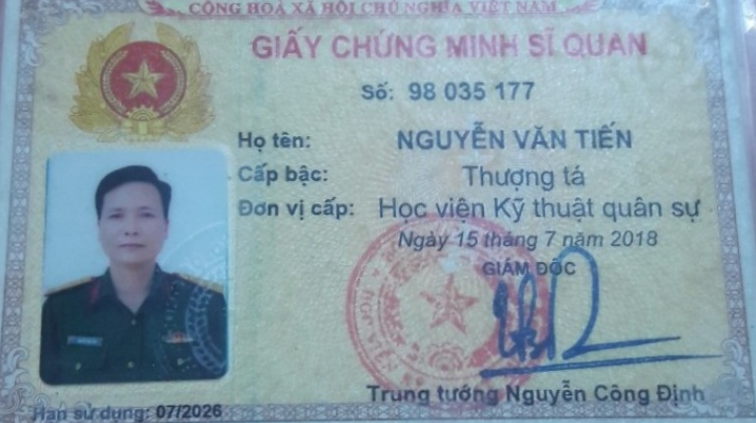 CỘNG HOÀ XÃ HỘI CHỦ NGHĨA VIỆT NAM
GIẤY CHỨNG MINH SĨ QUAN
Số: 98 035 177
Họ tên: NGUYỄN VĂN TIẾN
Cấp bậc: Thượng tá
Đơn vị cấp: Học viện Kỹ thuật quân sự
Ngày 15 tháng 7 năm 2018
GIÁM ĐỐC
Trung tướng Nguyễn Công Định
Hạn sử dụng: 07/2026